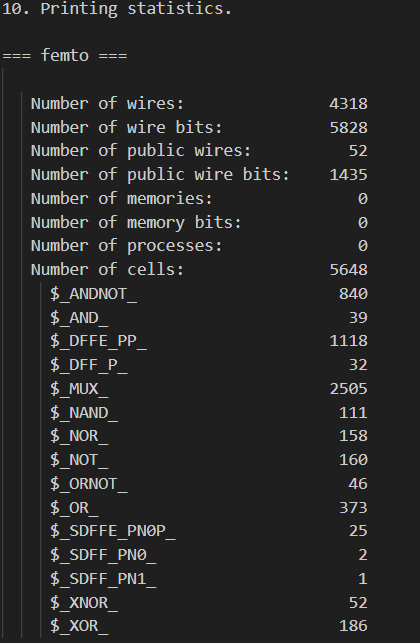 10. Printing statistics.
=== femto ===
Number of wires: 4318
Number of wire bits: 5828
Number of public wires: 52
Number of public wire bits: 1435
Number of memories: 0
Number of memory bits: 0
Number of processes: 0
Number of cells: 5648
$_ANDNOT_ 840
$_AND_ 39
$_DFFE_PP_ 1118
$_DFF_P_ 32
$_MUX_ 2505
$_NAND_ 111
$_NOR_ 158
$_NOT_ 160
$_ORNOT_ 46
$_OR_ 373
$_SDFFE_PN0P_ 25
$_SDFF_PN0_ 2
$_SDFF_PN1_ 1
$_XNOR_ 52
$_XOR_ 186